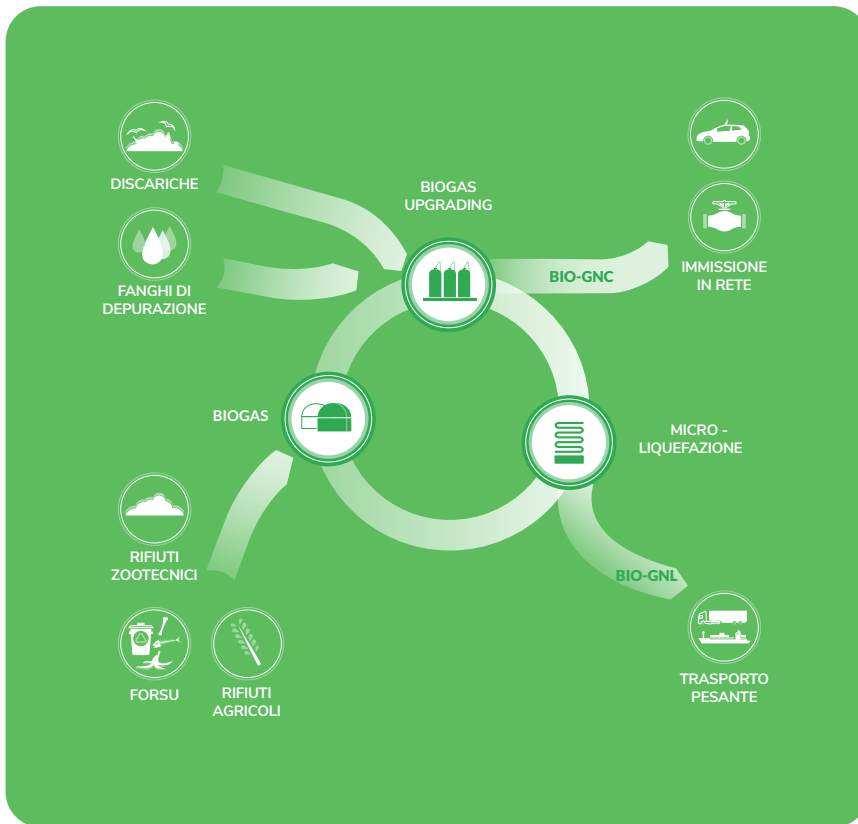 DISCARICHE
FANGHI DI
DEPURAZIONE
BIOGAS
UPGRADING
BIO-GNC
IMMISSIONE
IN RETE
BIOGAS
MICRO -
LIQUEFAZIONE
RIFIUTI
ZOOTECNICI
BIO-GNL
FORSU
RIFIUTI
AGRICOLI
TRASPORTO
PESANTE